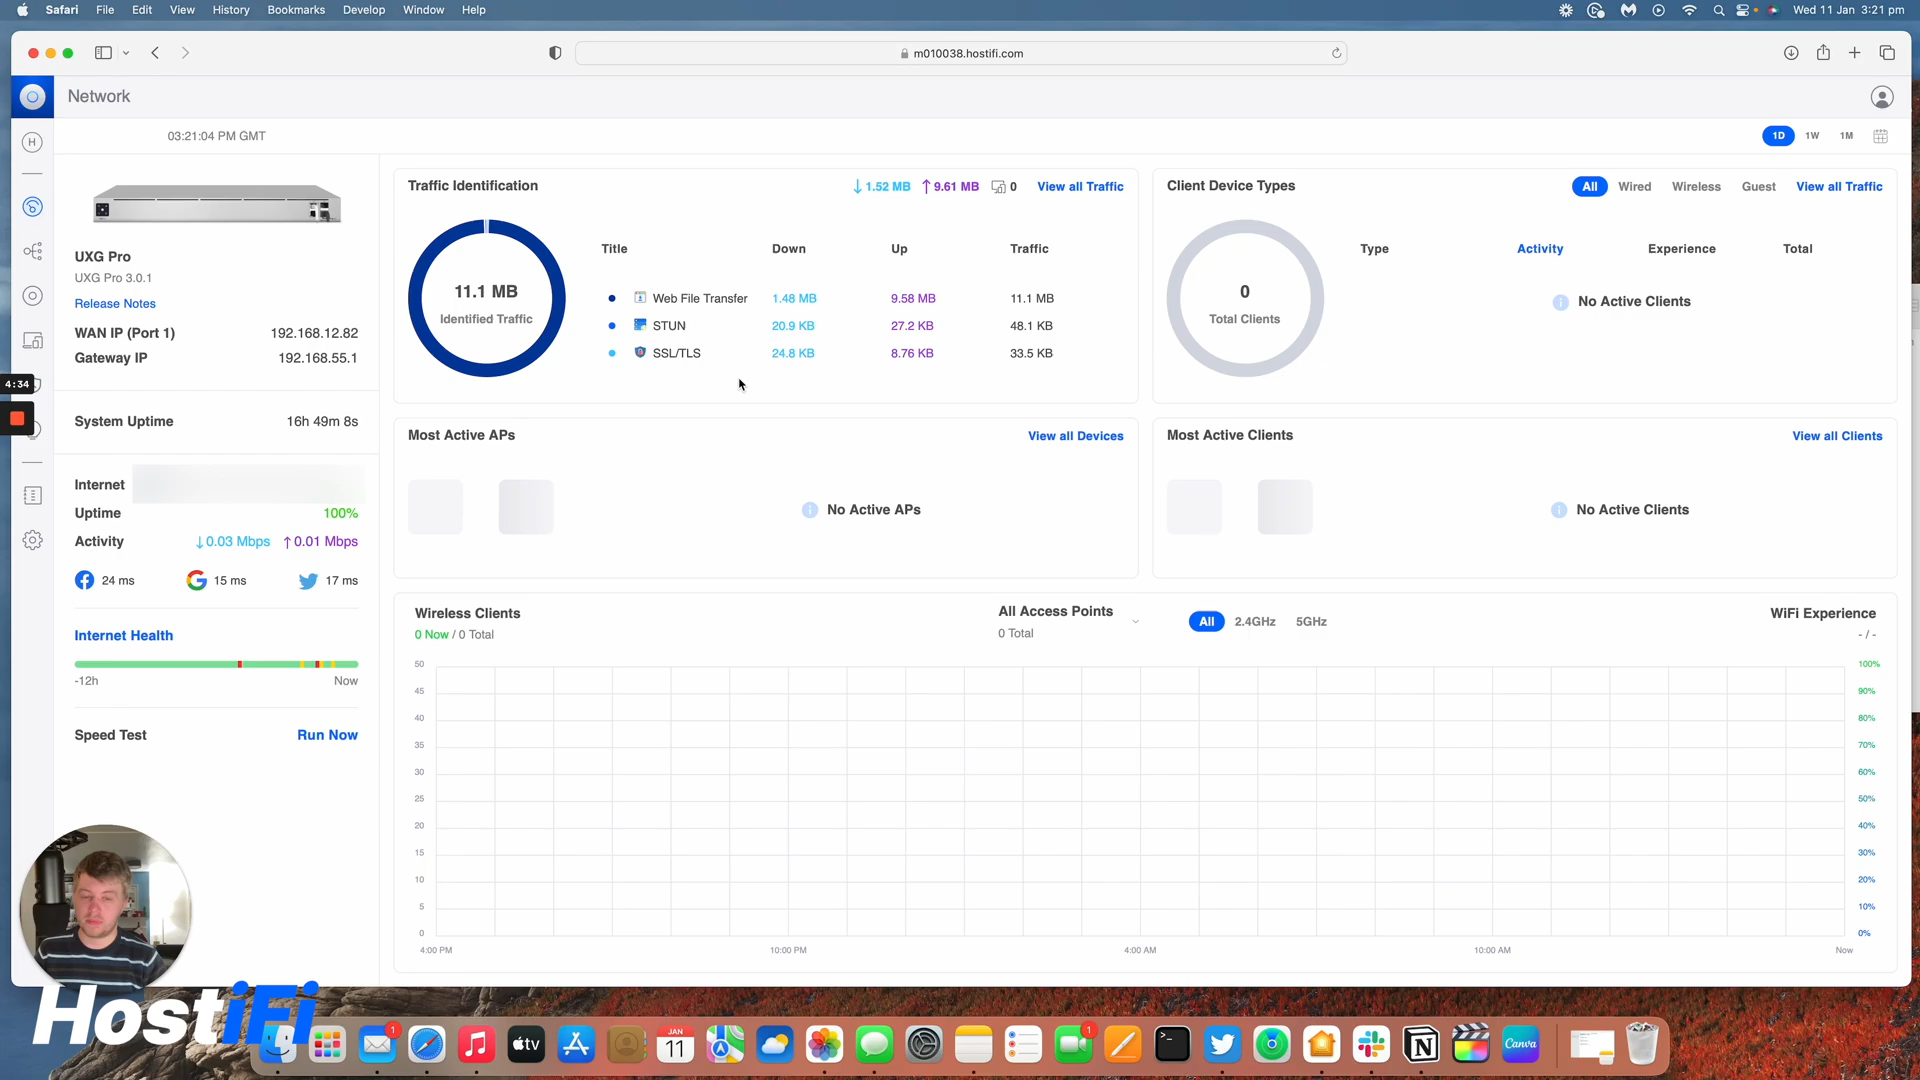 Safari File Edit View History Bookmarks Develop Window Help Wed 11 Jan 3:21 pm
m010038.hostifi.com
Network
H
03:21:04 PM GMT
1D 1W 1M
UXG Pro
UXG Pro 3.0.1
Release Notes
WAN IP (Port 1) 192.168.12.82
Gateway IP 192.168.55.1
4:34
System Uptime 16h 49m 8s
Internet
Uptime 100%
Activity ↓0.03 Mbps ↑0.01 Mbps
24 ms 15 ms 17 ms
Internet Health
-12h Now
Speed Test Run Now
Traffic Identification ↓1.52 MB ↑9.61 MB 0 View all Traffic
11.1 MB
Identified Traffic
Title Down Up Traffic
Web File Transfer 1.48 MB 9.58 MB 11.1 MB
STUN 20.9 KB 27.2 KB 48.1 KB
SSL/TLS 24.8 KB 8.76 KB 33.5 KB
Client Device Types All Wired Wireless Guest View all Traffic
0
Total Clients
Type Activity Experience Total
No Active Clients
Most Active APs View all Devices
No Active APs
Most Active Clients View all Clients
No Active Clients
Wireless Clients
0 Now / 0 Total
All Access Points
0 Total
All 2.4GHz 5GHz
WiFi Experience
- / -
50 100%
45 90%
40 80%
35 70%
30 60%
25 50%
20 40%
15 30%
10 20%
5 10%
0 0%
4:00 PM 10:00 PM 4:00 AM 10:00 AM Now
HostiFi
1
tv
JAN
11
1
N
Canva